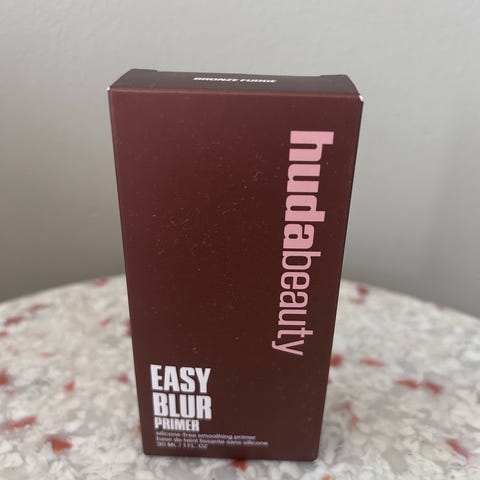 BRONZE FUDGE
hudabeauty
EASY
BLUR
PRIMER
silicone-free smoothing primer
base de teint lissante sans silicone
30 ML / 1 FL. OZ